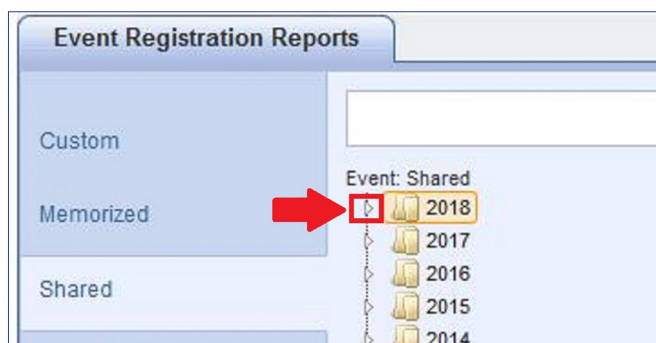 Event Registration Reports
Custom
Memorized
Shared
Event: Shared
2018
2017
2016
2015
2014